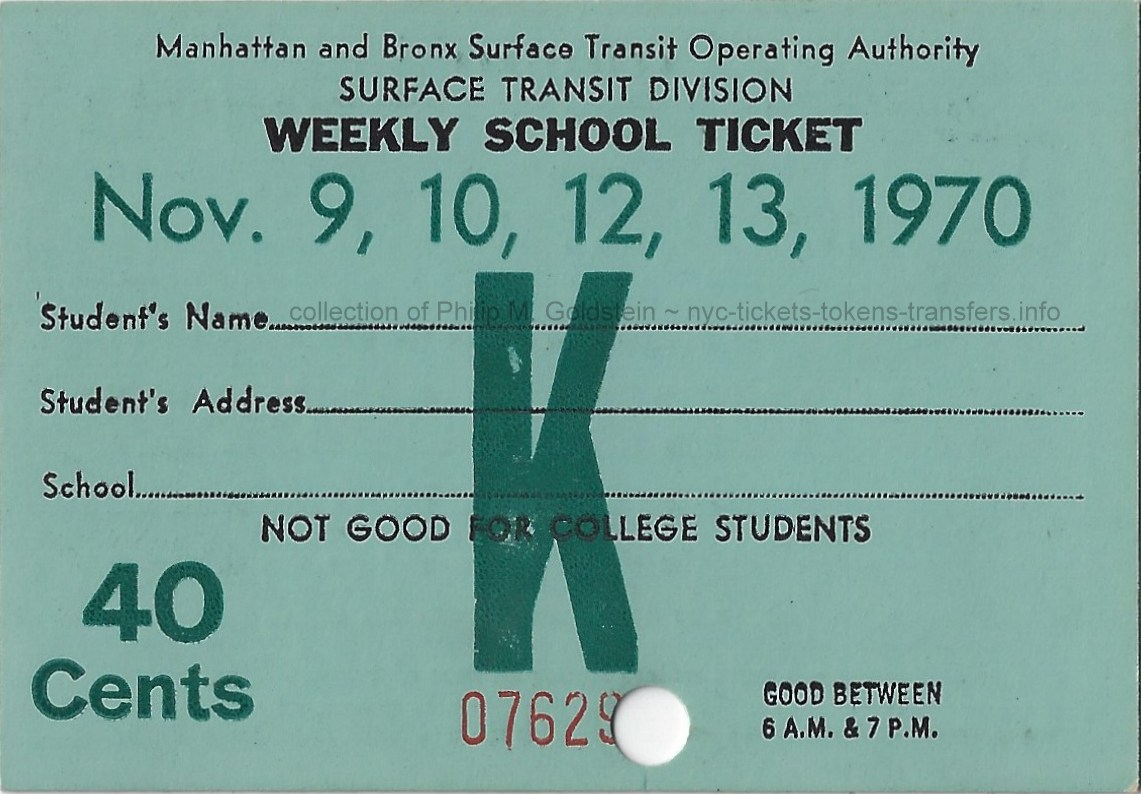 Manhattan and Bronx Surface Transit Operating Authority
SURFACE TRANSIT DIVISION
WEEKLY SCHOOL TICKET
Nov. 9, 10, 12, 13, 1970
K
Student's Name
collection of Philip M. Goldstein ~ nyc-tickets-tokens-transfers.info
Student's Address
School
NOT GOOD FOR COLLEGE STUDENTS
40
Cents
07629
GOOD BETWEEN
6 A.M. & 7 P.M.